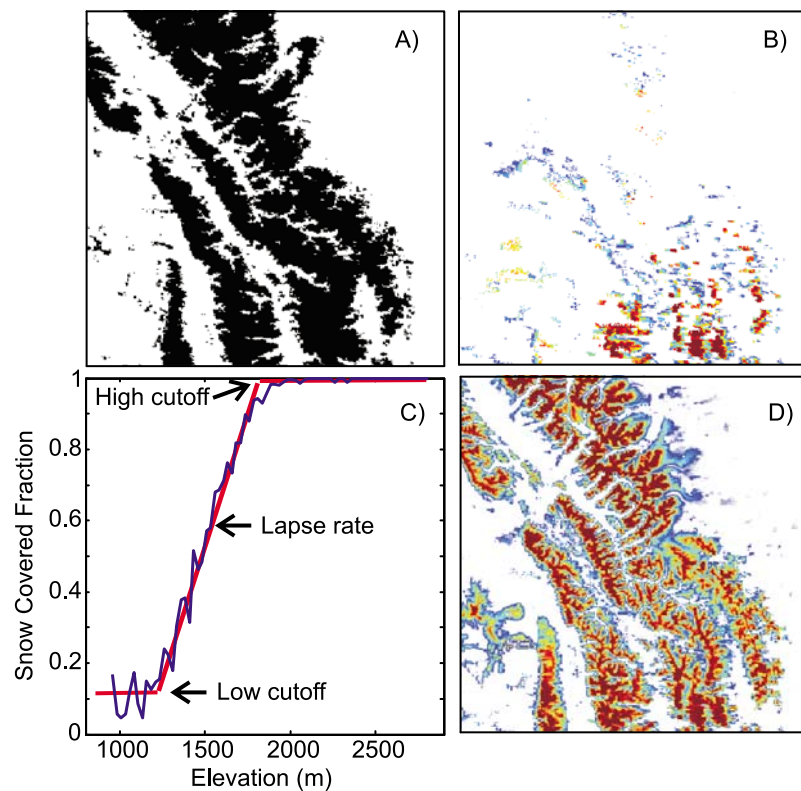 A)
B)
C)
D)
High cutoff
Lapse rate
Low cutoff
Snow Covered Fraction
1
0.8
0.6
0.4
0.2
0
1000 1500 2000 2500
Elevation (m)